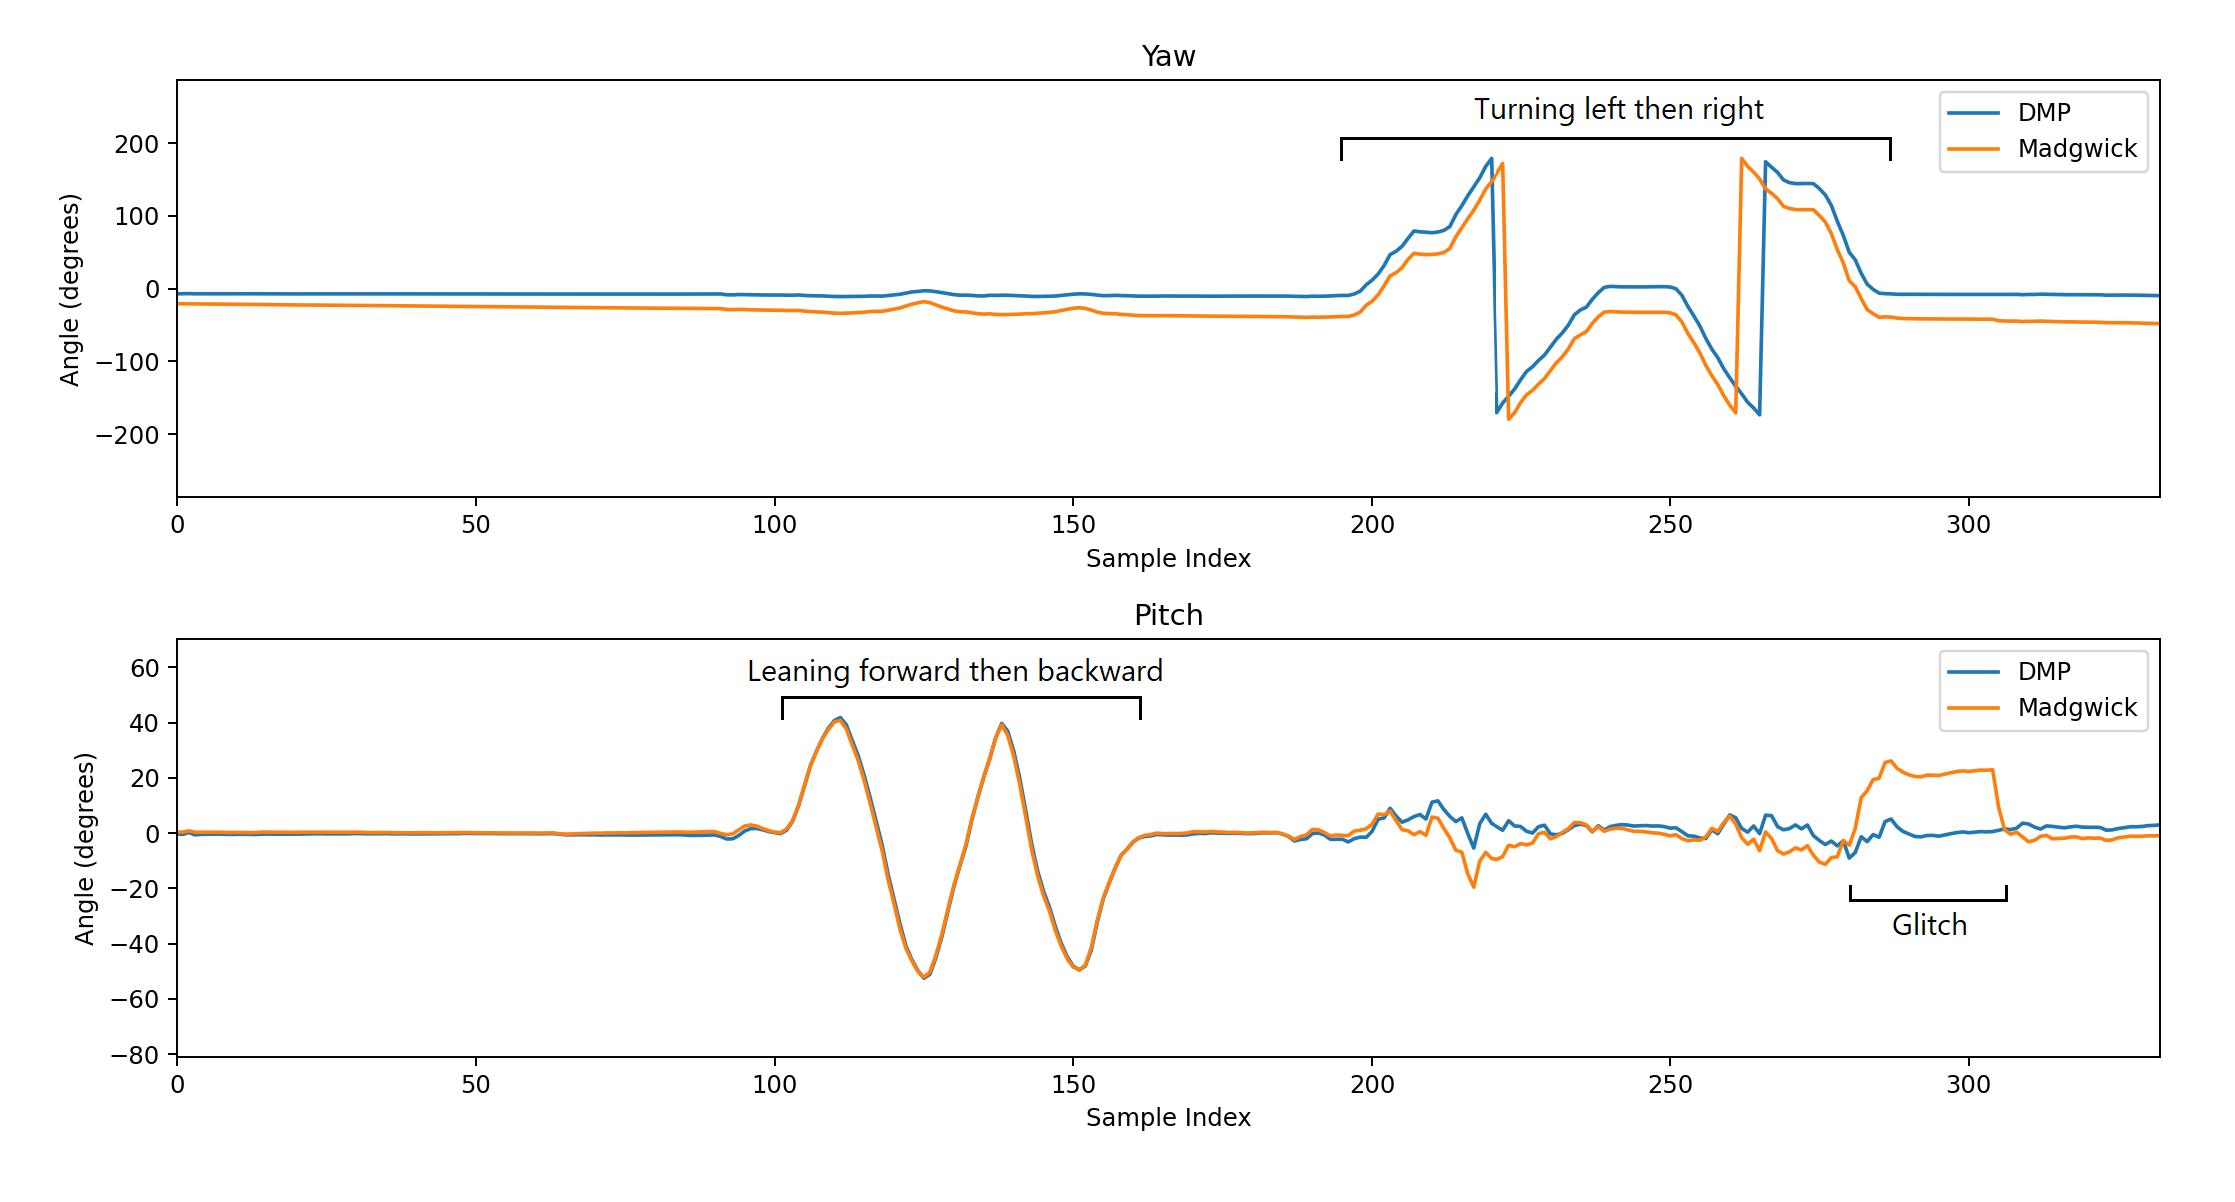 Yaw
Turning left then right
DMP
Madgwick
200
100
0
−100
−200
Angle (degrees)
0 50 100 150 200 250 300
Sample Index
Pitch
Leaning forward then backward
DMP
Madgwick
60
40
20
0
−20
−40
−60
−80
Angle (degrees)
Glitch
0 50 100 150 200 250 300
Sample Index